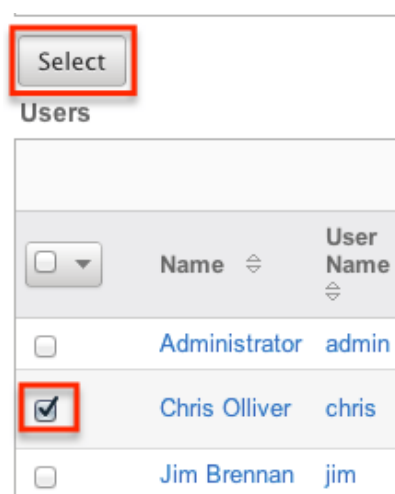 Select
Users
Name User Name
Administrator admin
Chris Olliver chris
Jim Brennan jim